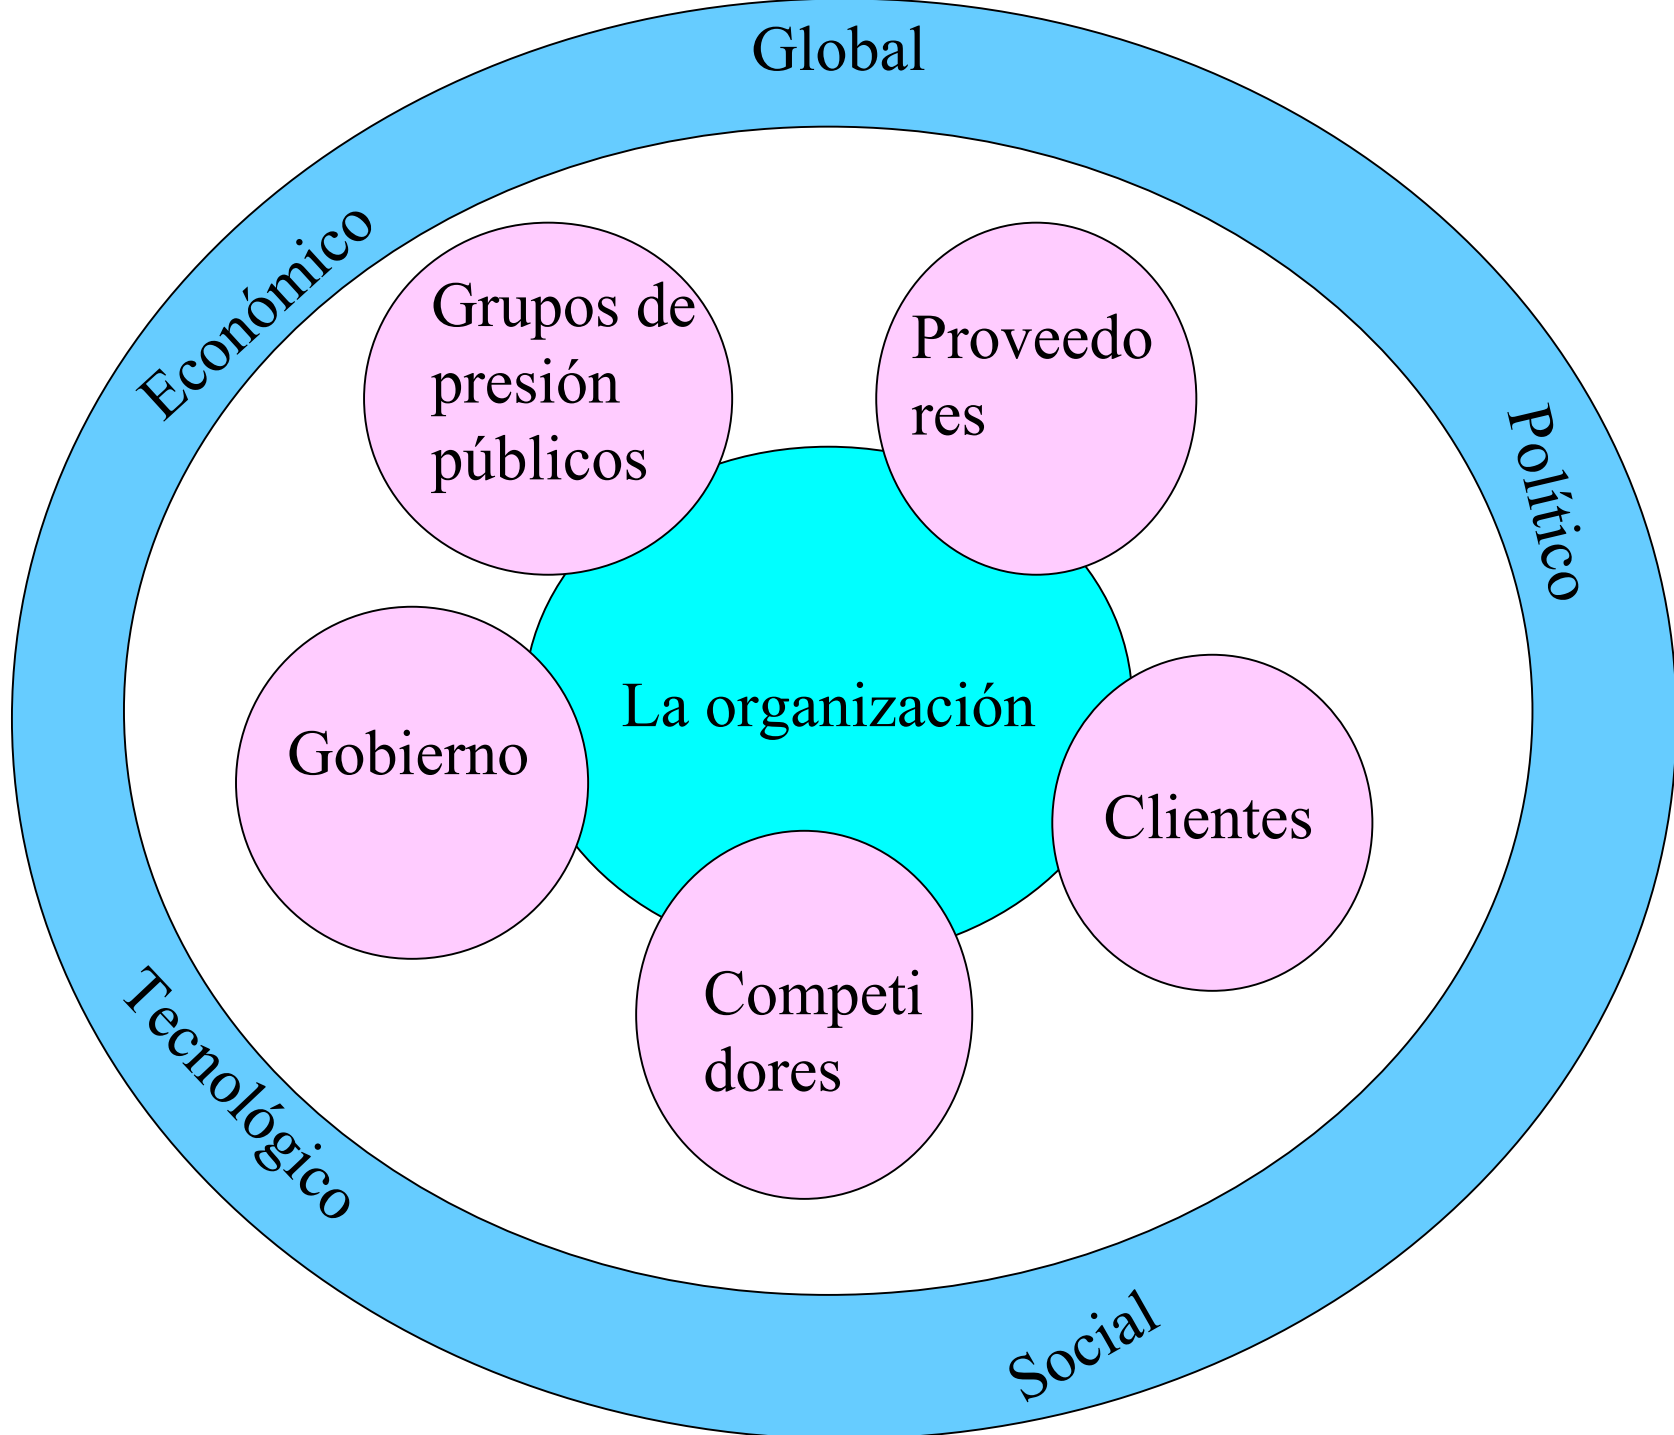 Global
Económico
Grupos de
presión
públicos
Proveedo
res
Político
La organización
Gobierno
Clientes
Competi
dores
Tecnológico
Social